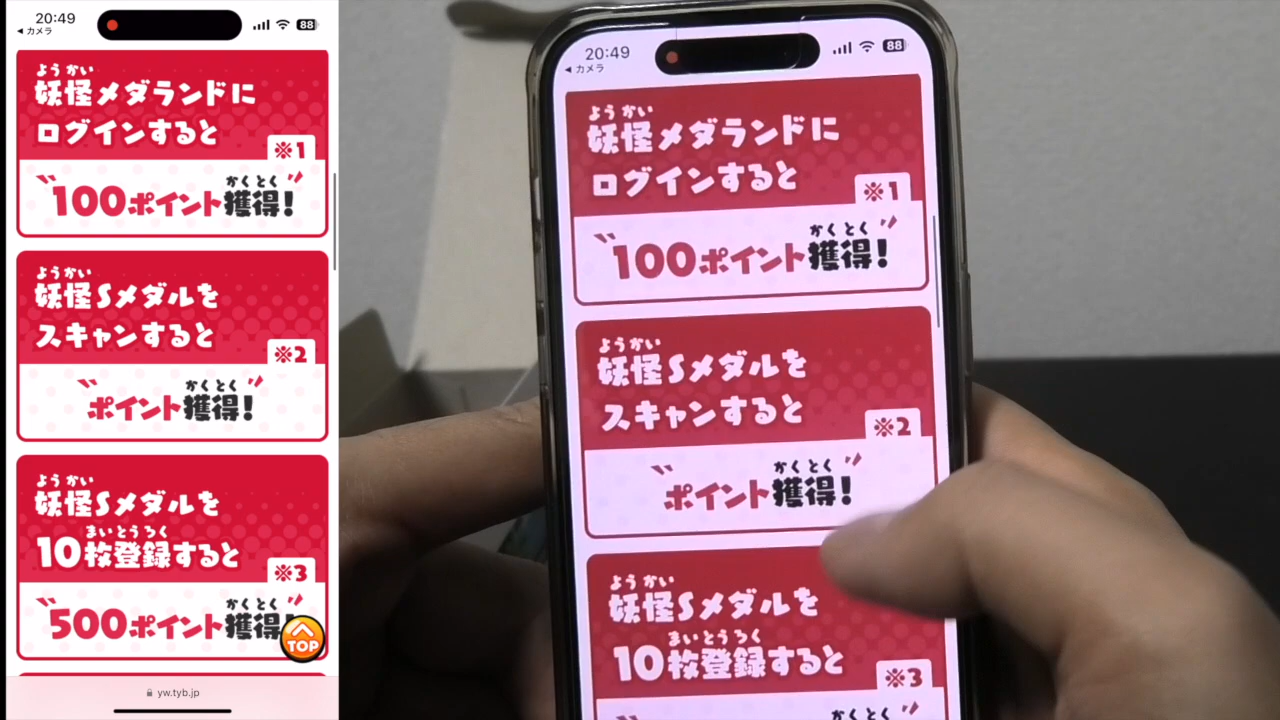 20:49
88
◀ カメラ
ようかい
妖怪メダランドに
ログインすると
※1
かくとく
100ポイント獲得!
ようかい
妖怪Sメダルを
スキャンすると
※2
かくとく
ポイント獲得!
ようかい
妖怪Sメダルを
まいとうろく
10枚登録すると
※3
かくとく
500ポイント獲得!
TOP
yw.tyb.jp
20:49
88
◀ カメラ
ようかい
妖怪メダランドに
ログインすると
※1
かくとく
100ポイント獲得!
ようかい
妖怪Sメダルを
スキャンすると
※2
かくとく
ポイント獲得!
ようかい
妖怪Sメダルを
まいとうろく
10枚登録すると
※3
かくとく